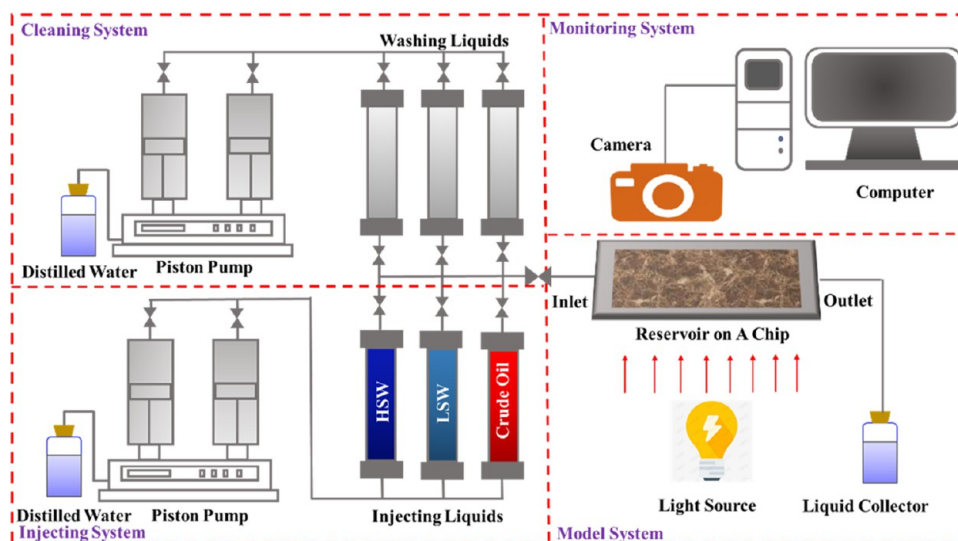 Cleaning System
Washing Liquids
Distilled Water
Piston Pump
Monitoring System
Camera
Computer
Inlet
Outlet
Reservoir on A Chip
HSW
LSW
Crude Oil
Distilled Water
Piston Pump
Injecting Liquids
Injecting System
Light Source
Liquid Collector
Model System